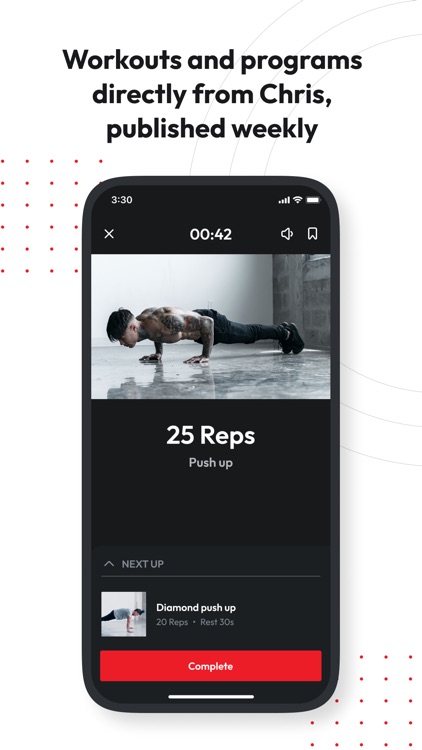 Workouts and programs
directly from Chris,
published weekly
3:30
00:42
25 Reps
Push up
NEXT UP
Diamond push up
20 Reps • Rest 30s
Complete